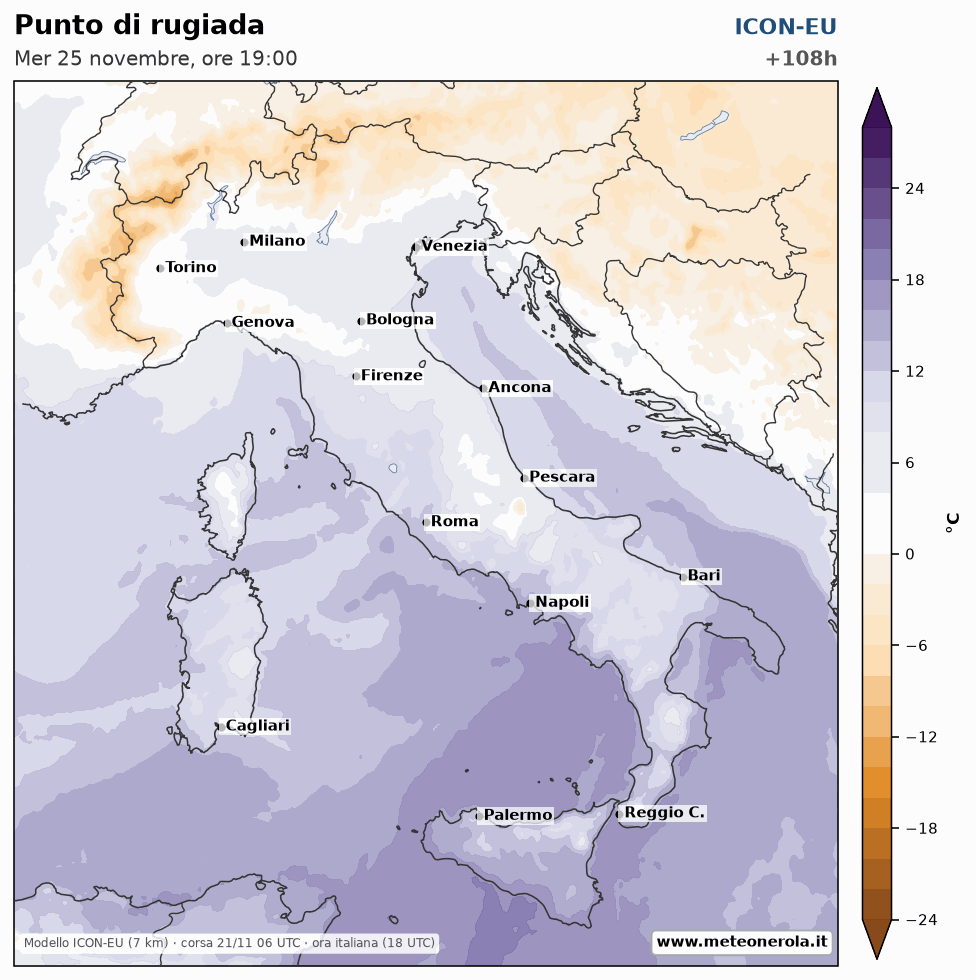 Punto di rugiada
ICON-EU
Mer 25 novembre, ore 19:00
+108h
Milano
Venezia
Torino
Genova
Bologna
Firenze
Ancona
Pescara
Roma
Bari
Napoli
Cagliari
Palermo
Reggio C.
24
18
12
6
0
−6
−12
−18
−24
°C
Modello ICON-EU (7 km) · corsa 21/11 06 UTC · ora italiana (18 UTC)
www.meteonerola.it